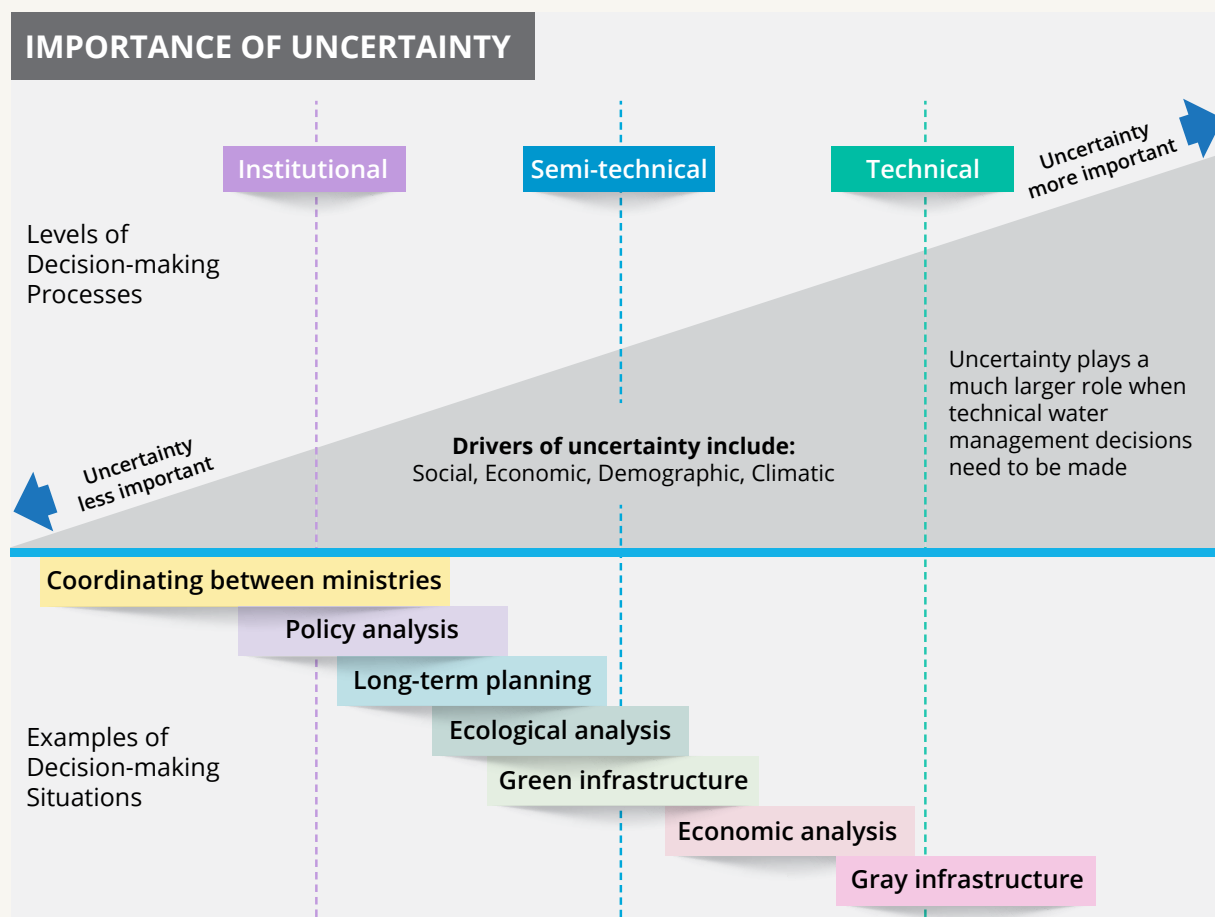 IMPORTANCE OF UNCERTAINTY
Institutional
Semi-technical
Technical
Uncertainty
more important
Levels of
Decision-making
Processes
Uncertainty plays a
much larger role when
technical water
management decisions
need to be made
Drivers of uncertainty include:
Social, Economic, Demographic, Climatic
Uncertainty
less important
Coordinating between ministries
Policy analysis
Long-term planning
Ecological analysis
Green infrastructure
Economic analysis
Gray infrastructure
Examples of
Decision-making
Situations